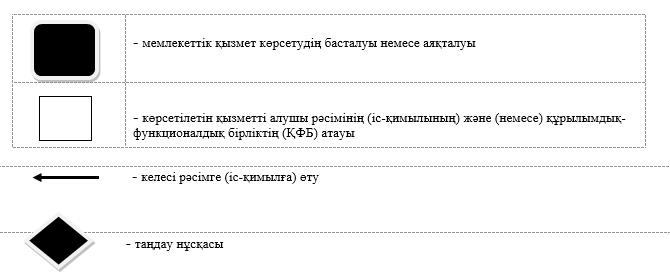 - мемлекеттік қызмет көрсетудің басталуы немесе аяқталуы
- көрсетілетін қызметті алушы рәсімінің (іс-қимылының) және (немесе) құрылымдық-
функционалдық бірліктің (ҚФБ) атауы
- келесі рәсімге (іс-қимылға) өту
- таңдау нұсқасы